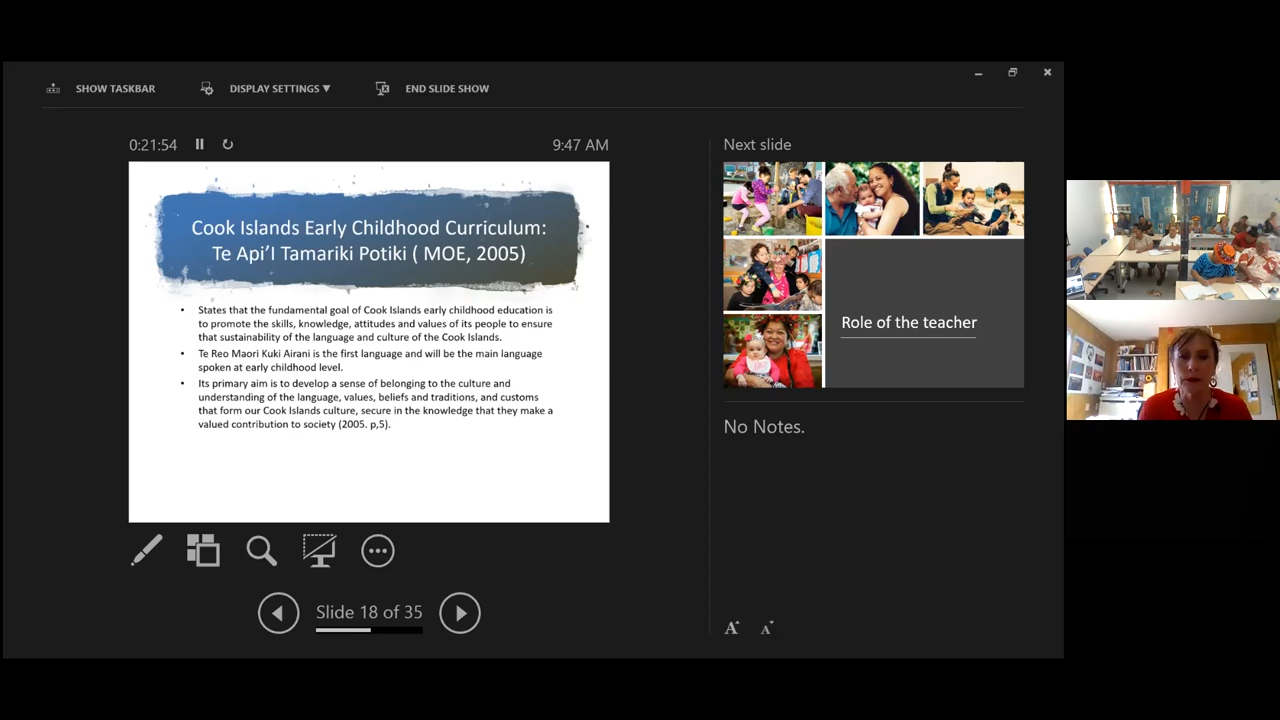 SHOW TASKBAR
DISPLAY SETTINGS ▼
END SLIDE SHOW
0:21:54
9:47 AM
Cook Islands Early Childhood Curriculum:
Te Api’I Tamariki Potiki ( MOE, 2005)
• States that the fundamental goal of Cook Islands early childhood education is
to promote the skills, knowledge, attitudes and values of its people to ensure
that sustainability of the language and culture of the Cook Islands.
• Te Reo Maori Kuki Airani is the first language and will be the main language
spoken at early childhood level.
• Its primary aim is to develop a sense of belonging to the culture and
understanding of the language, values, beliefs and traditions, and customs
that form our Cook Islands culture, secure in the knowledge that they make a
valued contribution to society (2005. p,5).
Slide 18 of 35
Next slide
Role of the teacher
No Notes.
A A